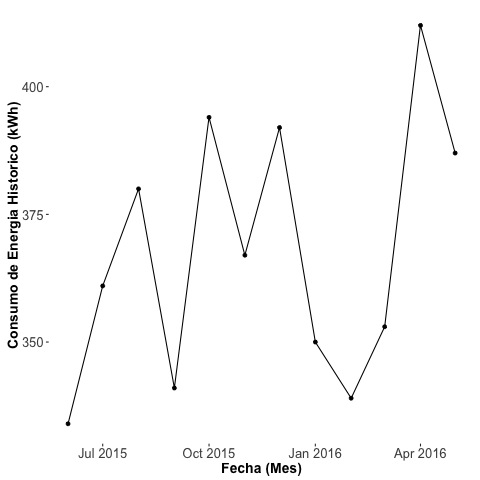 Consumo de Energia Historico (kWh)
400
375
350
Jul 2015
Oct 2015
Jan 2016
Apr 2016
Fecha (Mes)